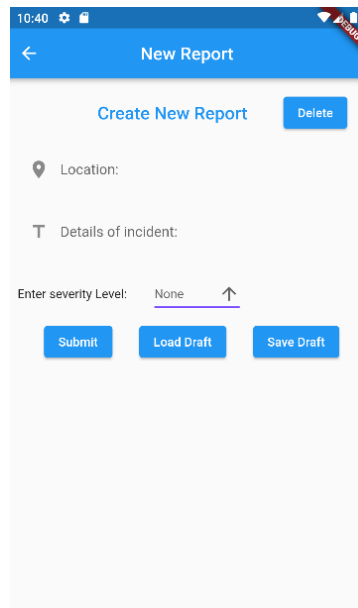 10:40
DEBUG
New Report
Create New Report
Delete
Location:
Details of incident:
Enter severity Level: None
Submit Load Draft Save Draft